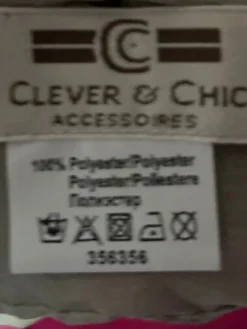 CLEVER & CHIC
ACCESSOIRES
100% Polyester/Polyester
Polyester/Poliestere
Полиэстер
356356